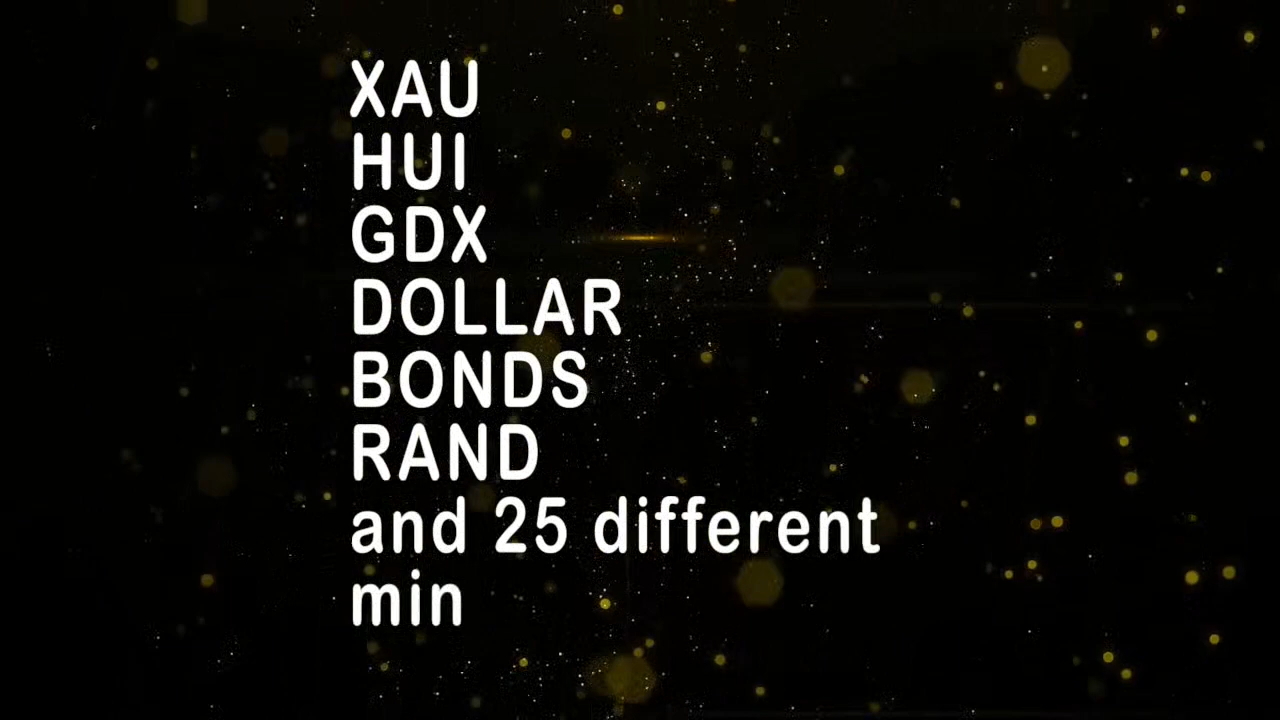 XAU
HUI
GDX
DOLLAR
BONDS
RAND
and 25 different
min